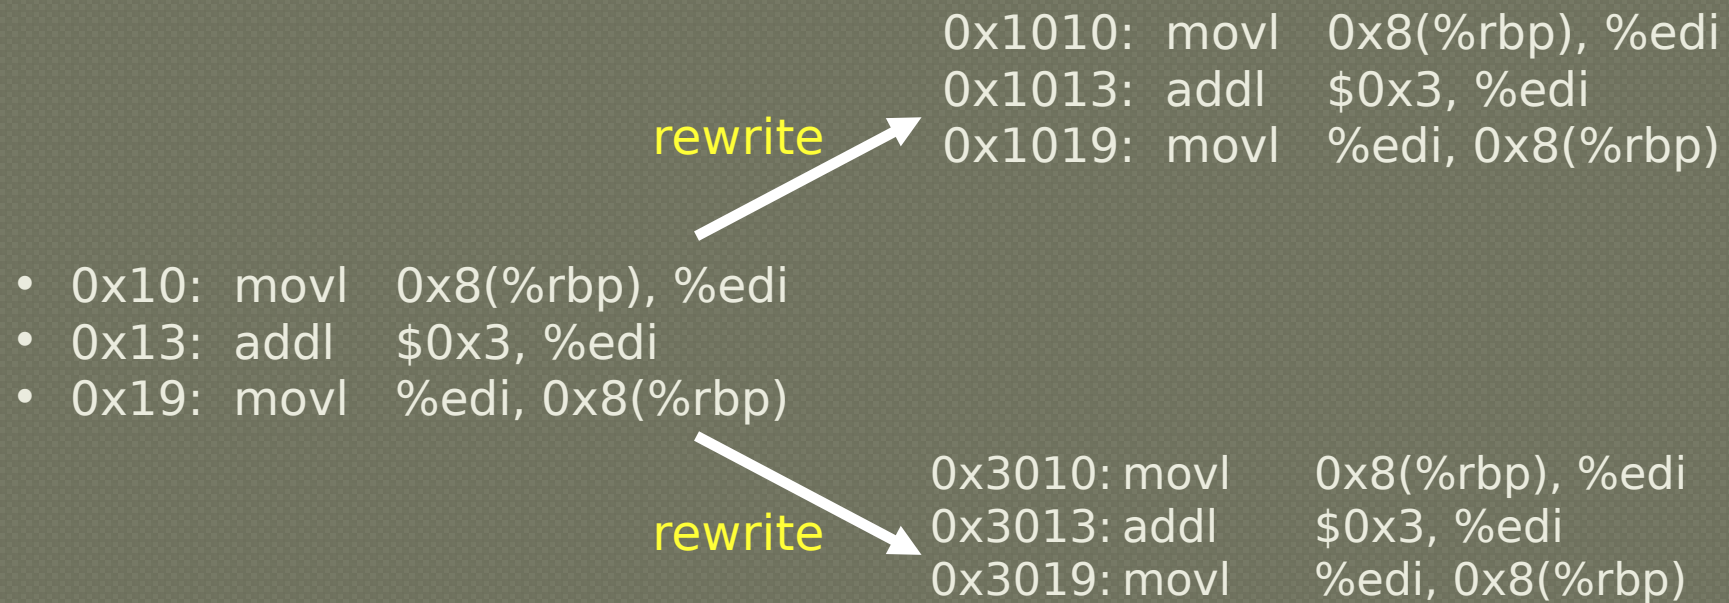 0x1010: movl 0x8(%rbp), %edi
0x1013: addl $0x3, %edi
0x1019: movl %edi, 0x8(%rbp)
rewrite
• 0x10: movl 0x8(%rbp), %edi
• 0x13: addl $0x3, %edi
• 0x19: movl %edi, 0x8(%rbp)
rewrite
0x3010: movl 0x8(%rbp), %edi
0x3013: addl $0x3, %edi
0x3019: movl %edi, 0x8(%rbp)